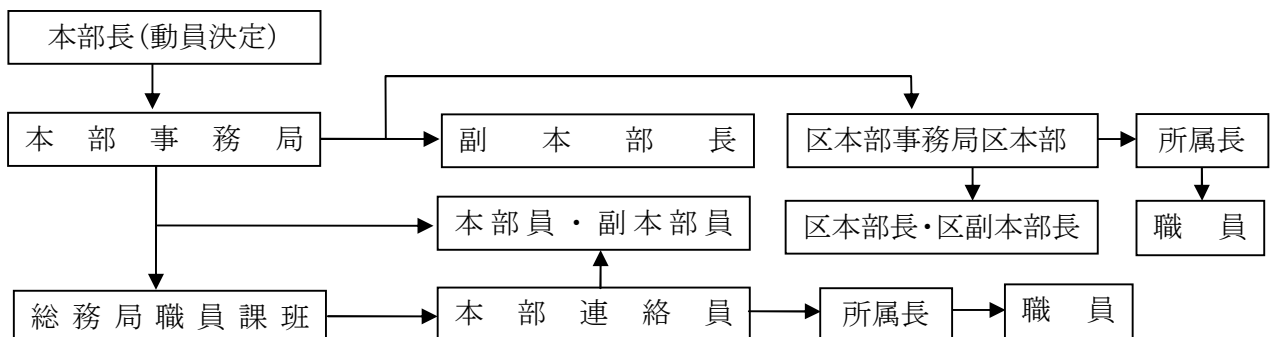 本部長(動員決定)
本部事務局
副本部長
区本部事務局区本部
所属長
本部員・副本部員
区本部長・区副本部長
職員
総務局職員課班
本部連絡員
所属長
職員